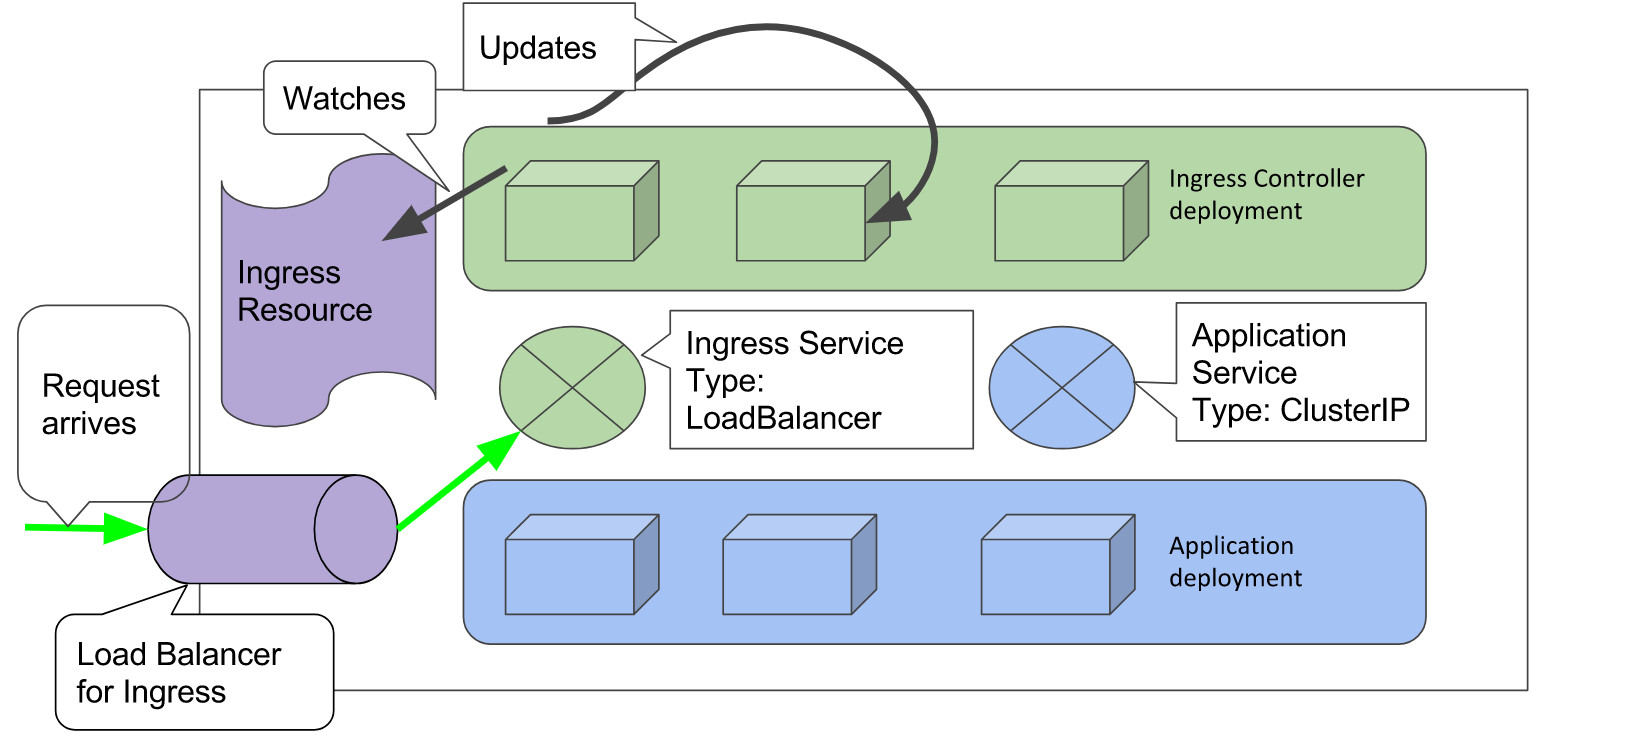 Updates
Watches
Ingress Controller
deployment
Ingress
Resource
Ingress Service
Type:
LoadBalancer
Application
Service
Type: ClusterIP
Request
arrives
Application
deployment
Load Balancer
for Ingress